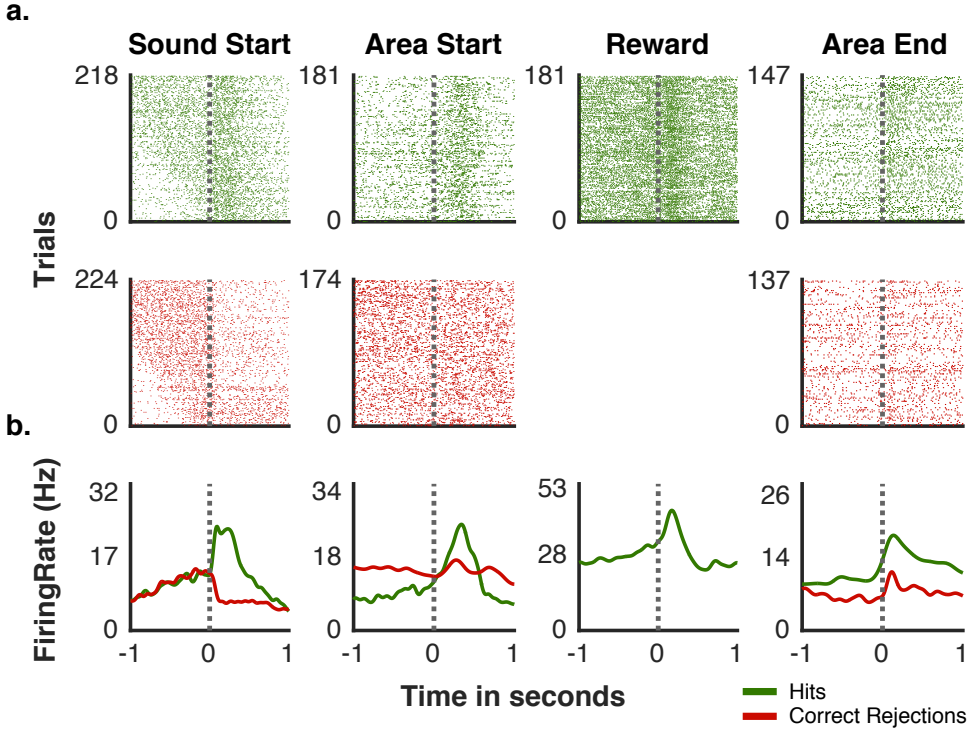 a.
Sound Start
Area Start
Reward
Area End
218
0
181
0
181
0
147
0
Trials
224
0
174
0
137
0
b.
FiringRate (Hz)
32
17
0
34
18
0
53
28
0
26
14
0
-1 0 1
-1 0 1
-1 0 1
-1 0 1
Time in seconds
Hits
Correct Rejections